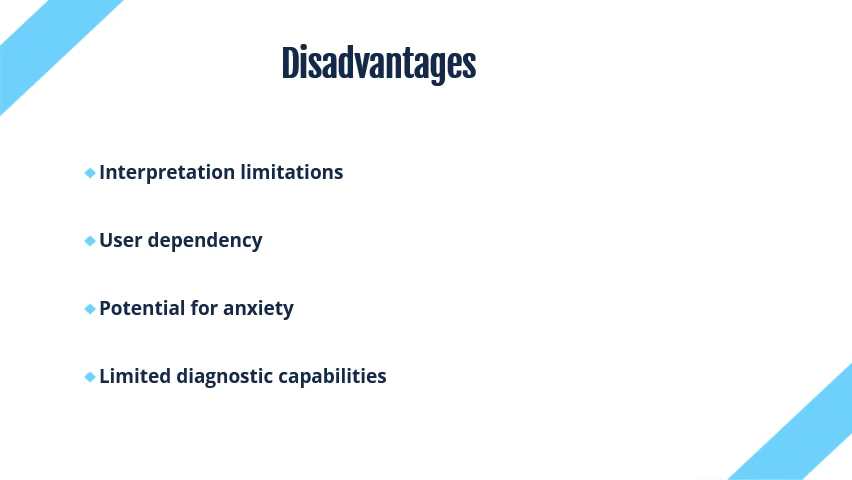 Disadvantages
Interpretation limitations
User dependency
Potential for anxiety
Limited diagnostic capabilities